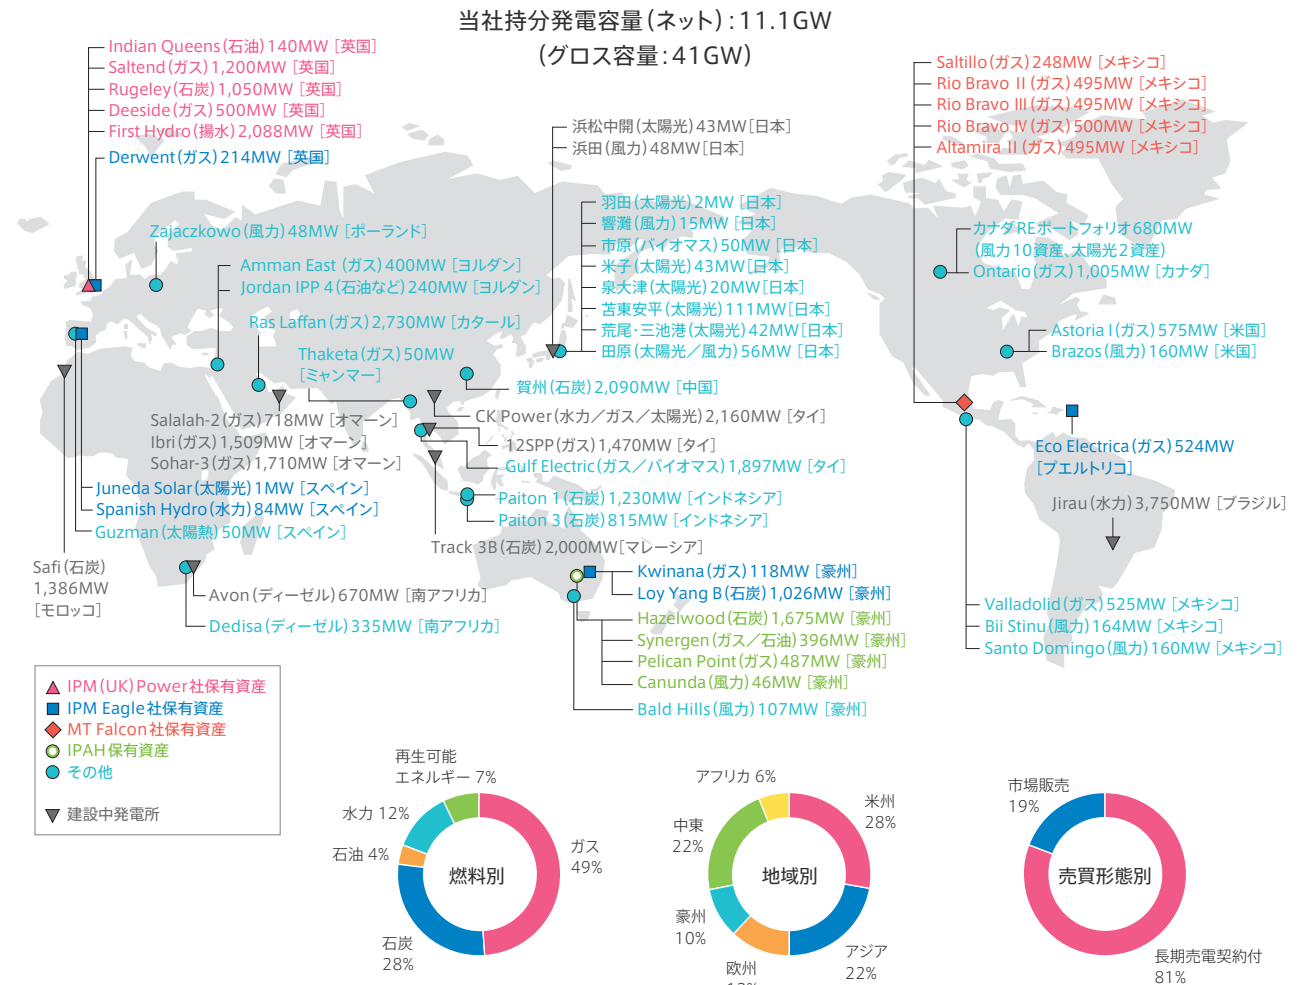 当社持分発電容量(ネット):11.1GW
(グロス容量:41GW)
Indian Queens(石油)140MW [英国]
Saltend(ガス)1,200MW [英国]
Rugeley(石炭)1,050MW [英国]
Deeside(ガス)500MW [英国]
First Hydro(揚水)2,088MW [英国]
Derwent(ガス)214MW [英国]
Zajaczkowo(風力)48MW [ポーランド]
Amman East (ガス)400MW [ヨルダン]
Jordan IPP 4(石油など)240MW [ヨルダン]
Ras Laffan(ガス)2,730MW [カタール]
Thaketa(ガス)50MW
[ミャンマー]
浜松中開(太陽光)43MW[日本]
浜田(風力)48MW[日本]
羽田(太陽光)2MW [日本]
響灘(風力)15MW [日本]
市原(バイオマス)50MW [日本]
米子(太陽光)43MW[日本]
泉大津(太陽光)20MW[日本]
苫東安平(太陽光)111MW[日本]
荒尾・三池港(太陽光)42MW[日本]
田原(太陽光/風力)56MW [日本]
賀州(石炭)2,090MW [中国]
CK Power(水力/ガス/太陽光)2,160MW [タイ]
12SPP(ガス)1,470MW [タイ]
Gulf Electric(ガス/バイオマス)1,897MW [タイ]
Paiton 1(石炭)1,230MW [インドネシア]
Paiton 3(石炭)815MW [インドネシア]
Track 3B(石炭)2,000MW[マレーシア]
Saltillo(ガス)248MW [メキシコ]
Rio Bravo II(ガス)495MW [メキシコ]
Rio Bravo III(ガス)495MW [メキシコ]
Rio Bravo IV(ガス)500MW [メキシコ]
Altamira II(ガス)495MW [メキシコ]
カナダREポートフォリオ680MW
(風力10資産、太陽光2資産)
Ontario(ガス)1,005MW [カナダ]
Astoria I(ガス)575MW [米国]
Brazos(風力)160MW [米国]
Eco Electrica(ガス)524MW
[プエルトリコ]
Jirau(水力)3,750MW [ブラジル]
Valladolid(ガス)525MW [メキシコ]
Bii Stinu(風力)164MW [メキシコ]
Santo Domingo(風力)160MW [メキシコ]
Salalah-2(ガス)718MW [オマーン]
Ibri(ガス)1,509MW [オマーン]
Sohar-3(ガス)1,710MW [オマーン]
Juneda Solar(太陽光)1MW [スペイン]
Spanish Hydro(水力)84MW [スペイン]
Guzman(太陽熱)50MW [スペイン]
Safi(石炭)
1,386MW
[モロッコ]
Avon(ディーゼル)670MW [南アフリカ]
Dedisa(ディーゼル)335MW [南アフリカ]
Kwinana(ガス)118MW [豪州]
Loy Yang B(石炭)1,026MW [豪州]
Hazelwood(石炭)1,675MW [豪州]
Synergen(ガス/石油)396MW [豪州]
Pelican Point(ガス)487MW [豪州]
Canunda(風力)46MW [豪州]
Bald Hills(風力)107MW [豪州]
IPM(UK)Power社保有資産
IPM Eagle社保有資産
MT Falcon社保有資産
IPAH保有資産
その他
建設中発電所
燃料別
再生可能
エネルギー 7%
水力 12%
石油 4%
石炭
28%
ガス
49%
地域別
アフリカ 6%
中東
22%
豪州
10%
欧州
米州
28%
アジア
22%
売買形態別
市場販売
19%
長期売電契約付
81%